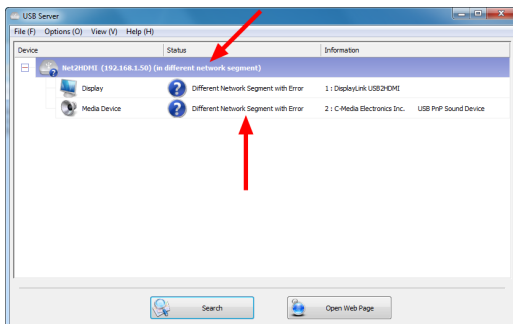 USB Server
File (F) Options (O) View (V) Help (H)
Device Status Information
Net2HDMI (192.168.1.50) (in different network segment)
Display Different Network Segment with Error 1 : DisplayLink USB2HDMI
Media Device Different Network Segment with Error 2 : C-Media Electronics Inc. USB PnP Sound Device
Search Open Web Page